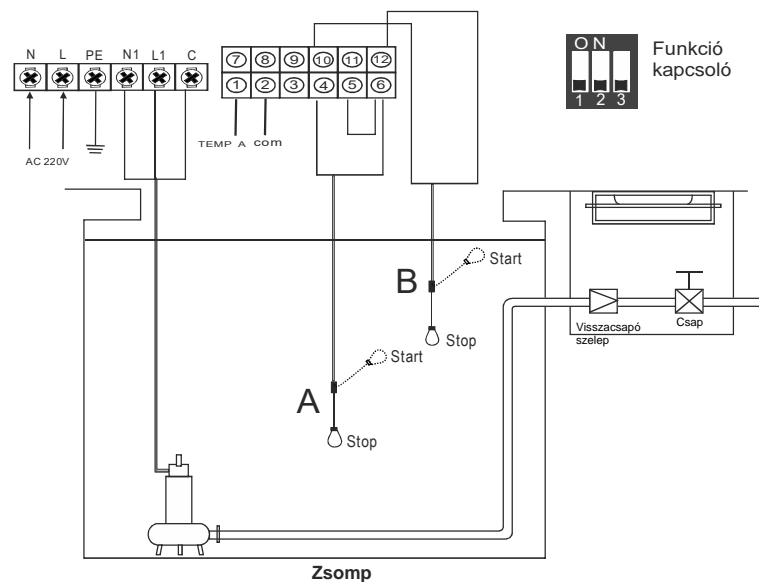 N L PE N1 L1 C
7 8 9 10 11 12
1 2 3 4 5 6
ON
1 2 3
Funkció
kapcsoló
AC 220V
TEMP A com
B
Start
Stop
A
Start
Stop
Visszacsapó
szelep
Csap
Zsomp